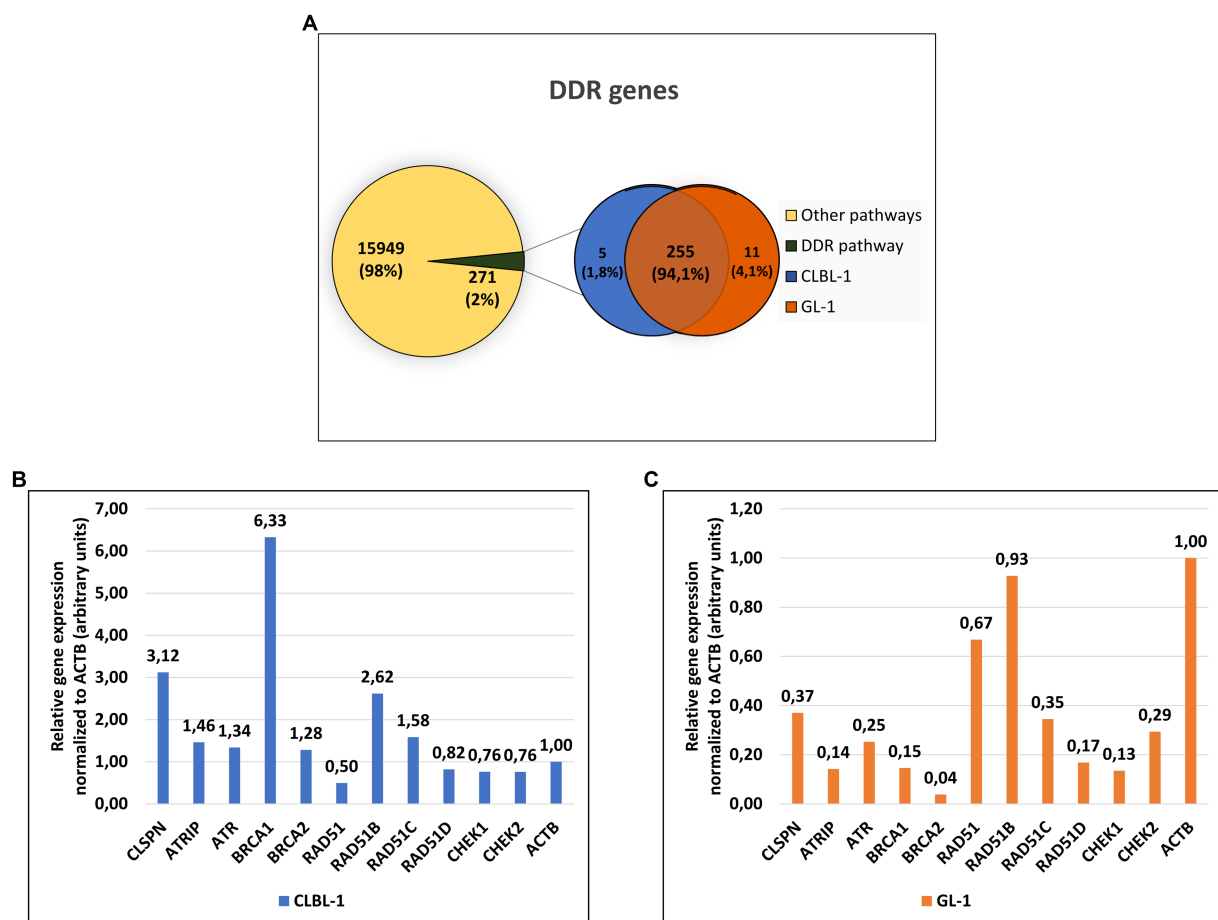 A
DDR genes
15949
(98%)
271
(2%)
5
(1,8%)
255
(94,1%)
11
(4,1%)
Other pathways
DDR pathway
CLBL-1
GL-1
B
Relative gene expression
normalized to ACTB (arbitrary units)
7,00
6,00
5,00
4,00
3,00
2,00
1,00
0,00
3,12
1,46
1,34
6,33
1,28
0,50
2,62
1,58
0,82
0,76
0,76
1,00
CLSPN
ATRIP
ATR
BRCA1
BRCA2
RAD51
RAD51B
RAD51C
RAD51D
CHEK1
CHEK2
ACTB
CLBL-1
C
Relative gene expression
normalized to ACTB (arbitrary units)
1,20
1,00
0,80
0,60
0,40
0,20
0,00
0,37
0,14
0,25
0,15
0,04
0,67
0,93
0,35
0,17
0,13
0,29
1,00
CLSPN
ATRIP
ATR
BRCA1
BRCA2
RAD51
RAD51B
RAD51C
RAD51D
CHEK1
CHEK2
ACTB
GL-1